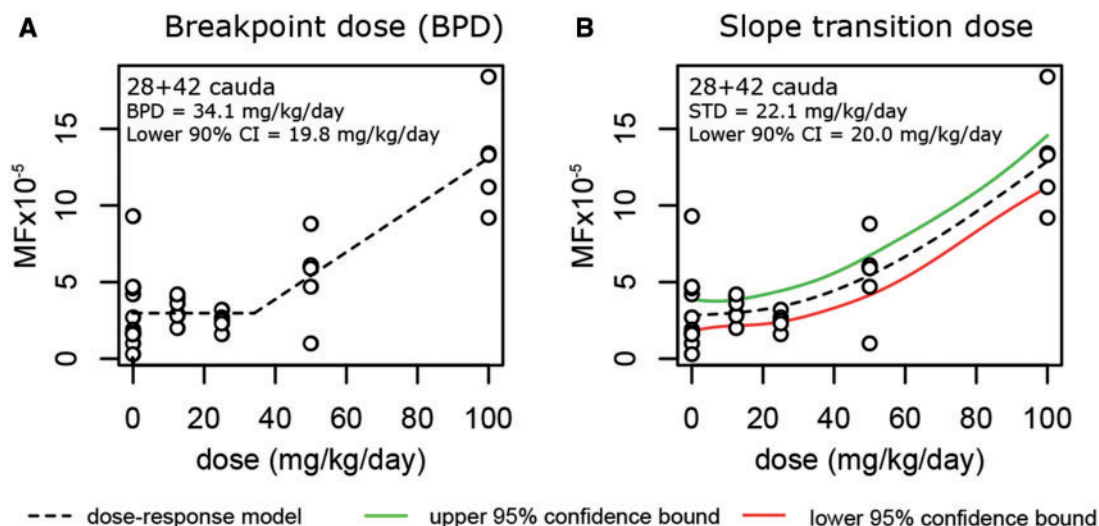 A Breakpoint dose (BPD)
28+42 cauda
BPD = 34.1 mg/kg/day
Lower 90% CI = 19.8 mg/kg/day
MFx10-5
15
10
5
0
0 20 40 60 80 100
dose (mg/kg/day)
B Slope transition dose
28+42 cauda
STD = 22.1 mg/kg/day
Lower 90% CI = 20.0 mg/kg/day
MFx10-5
15
10
5
0
0 20 40 60 80 100
dose (mg/kg/day)
dose-response model upper 95% confidence bound lower 95% confidence bound